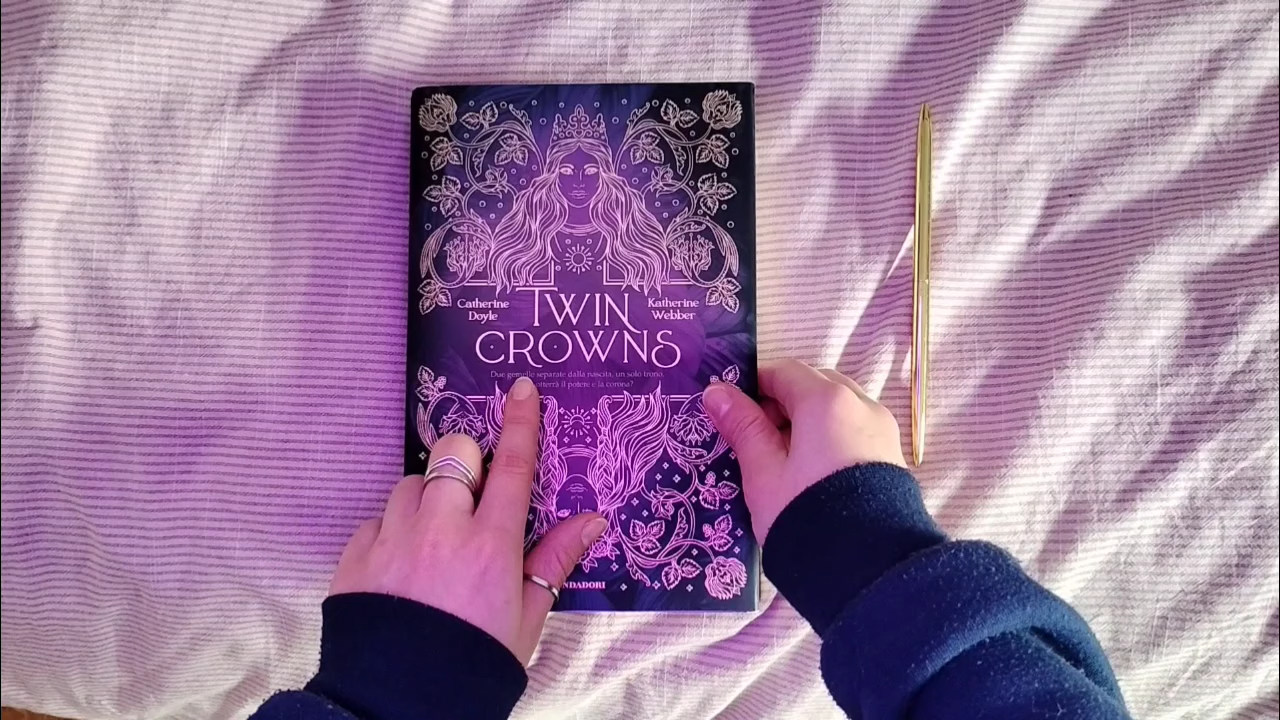 Catherine
Doyle
TWIN
CROWNS
Katherine
Webber
Due gemelle separate dalla nascita, un solo trono.
otterrà il potere e la corona?
NDADORI